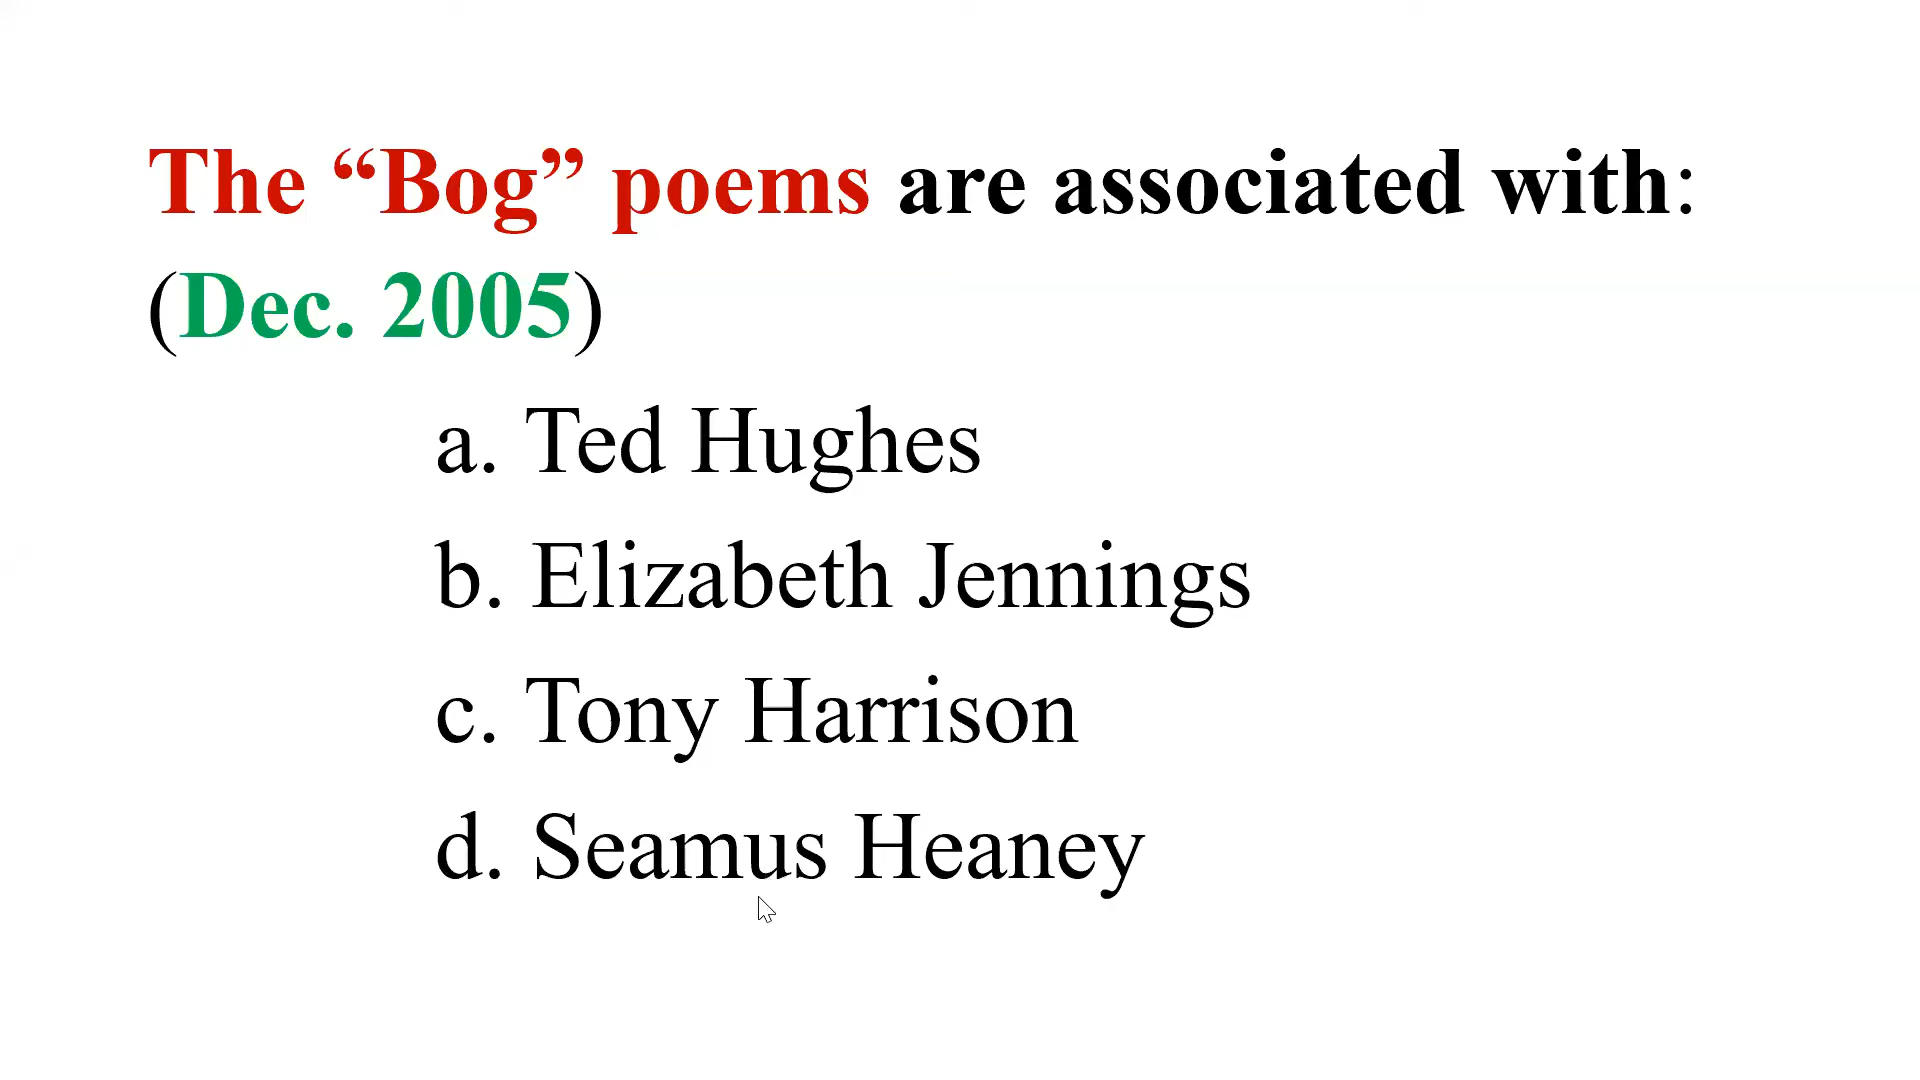 The “Bog” poems are associated with:
(Dec. 2005)
a. Ted Hughes
b. Elizabeth Jennings
c. Tony Harrison
d. Seamus Heaney